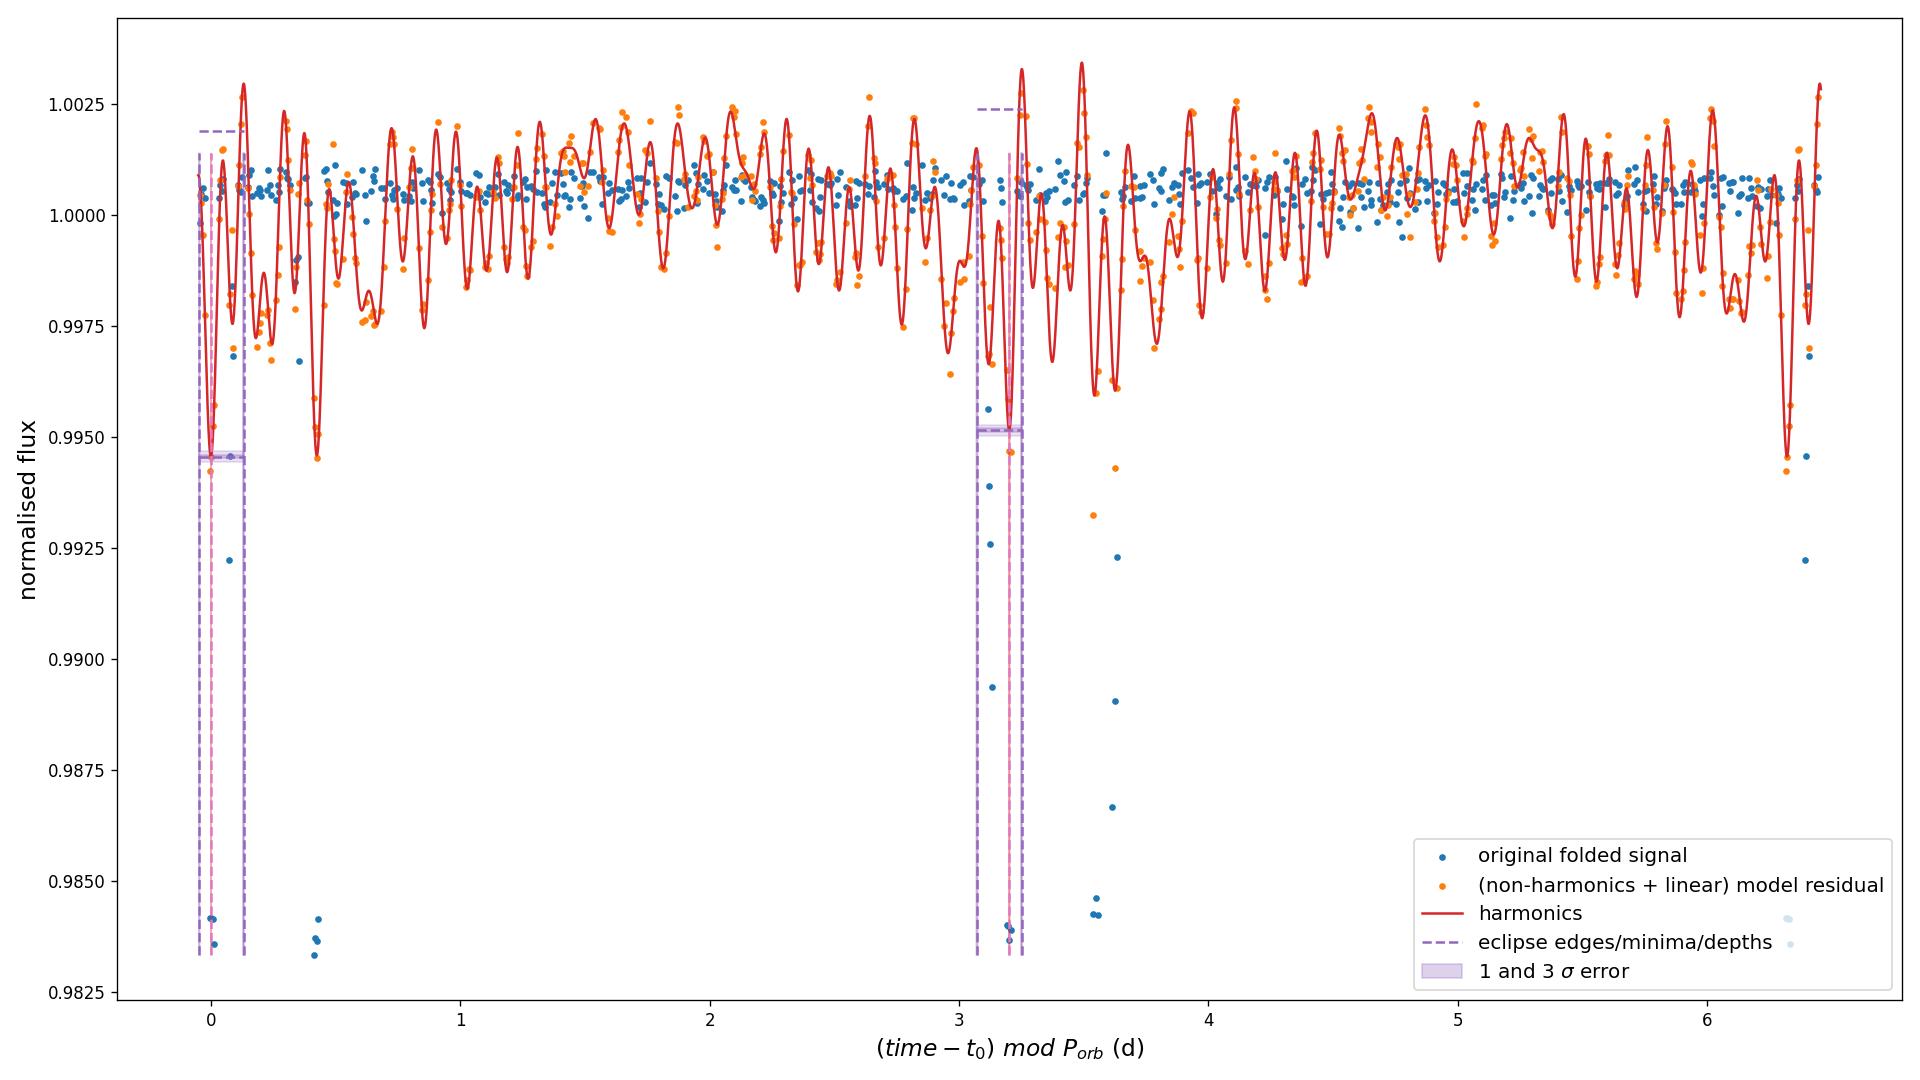 normalised flux
1.0025
1.0000
0.9975
0.9950
0.9925
0.9900
0.9875
0.9850
0.9825
original folded signal
(non-harmonics + linear) model residual
harmonics
eclipse edges/minima/depths
1 and 3 σ error
0 1 2 3 4 5 6
(time − t₀) mod Pₒᵣb (d)